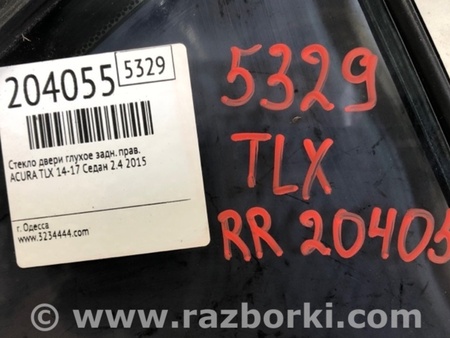 204055 5329
Стекло двери глухое задн. прав.
ACURA TLX 14-17 Седан 2.4 2015
г. Одесса
www.3234444.com
5329
TLX
RR 20405
© www.razborki.com